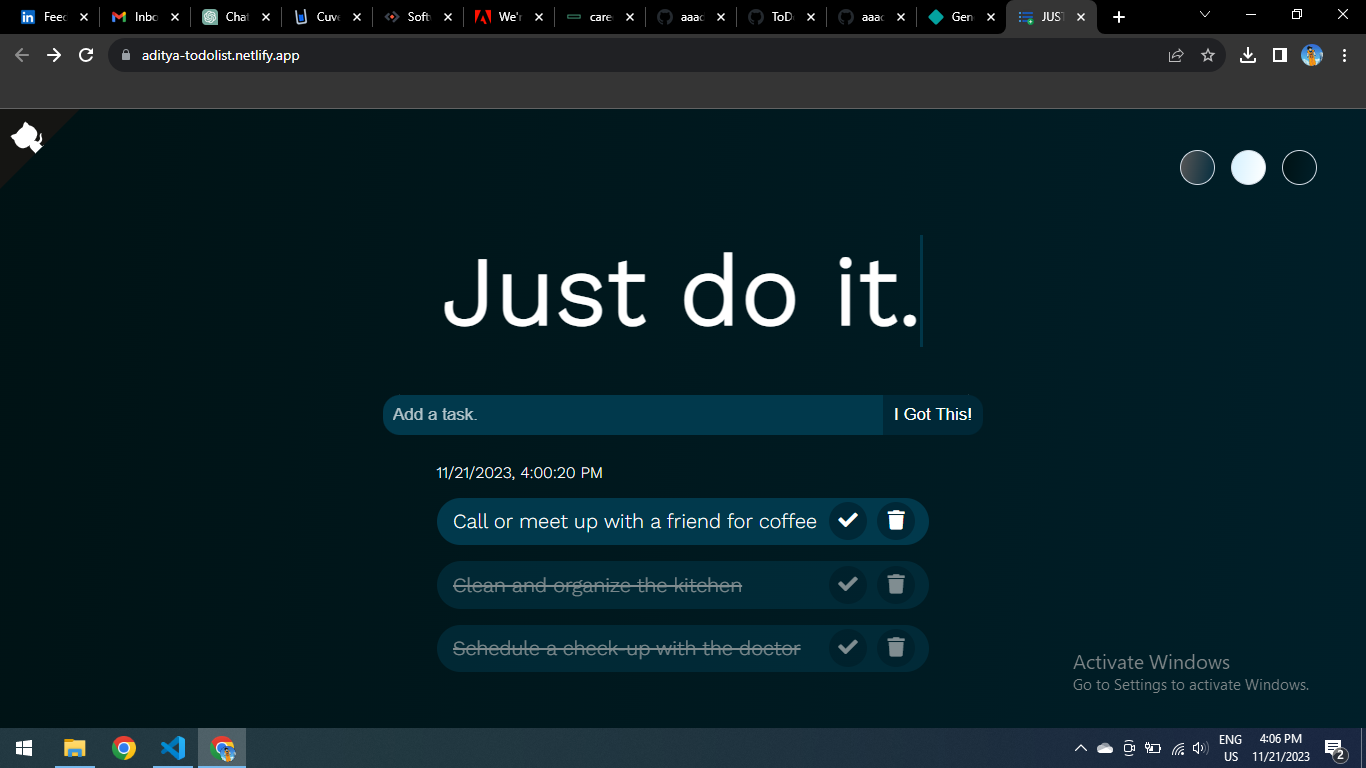 Feed
Inbo
Chat
Cuve
Soft
We'r
caree
aaac
ToDo
aaac
Gen
JUST
aditya-todolist.netlify.app
Just do it.
Add a task.
I Got This!
11/21/2023, 4:00:20 PM
Call or meet up with a friend for coffee
Clean and organize the kitchen
Schedule a check-up with the doctor
Activate Windows
Go to Settings to activate Windows.
ENG
US
4:06 PM
11/21/2023
2